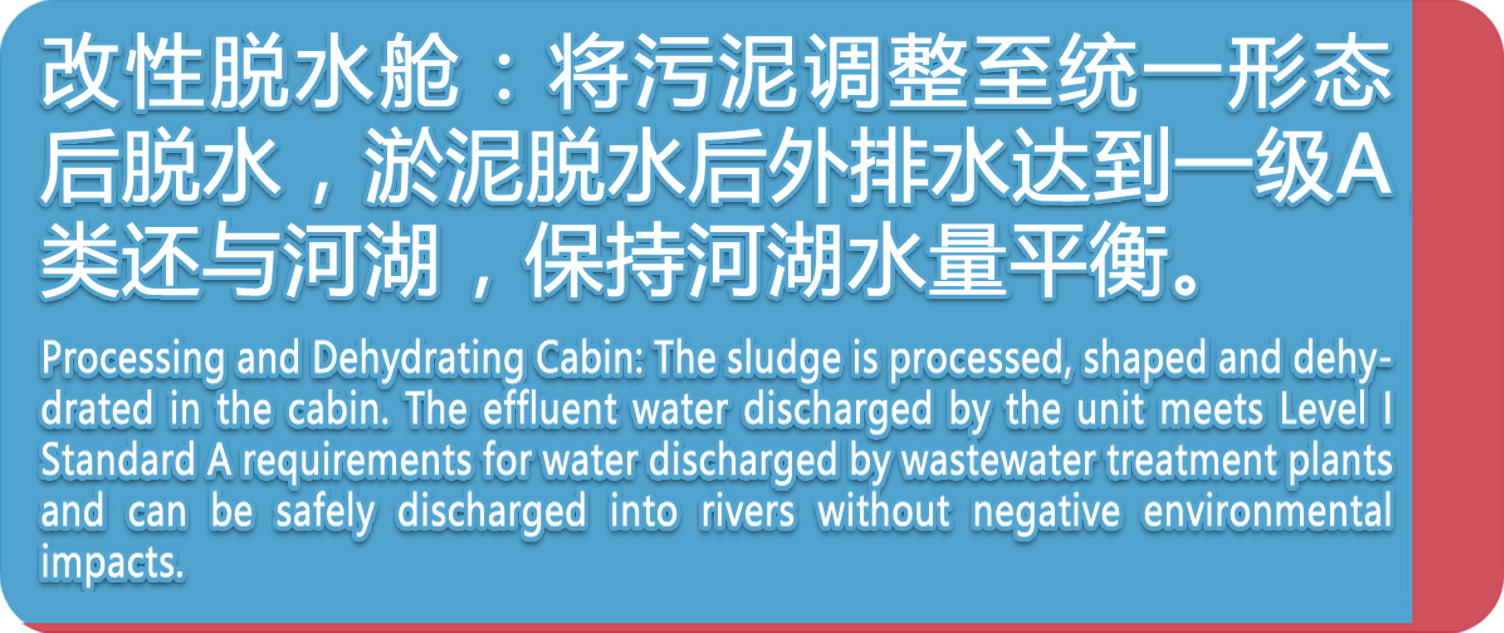 改性脱水舱：将污泥调整至统一形态
后脱水，淤泥脱水后外排水达到一级A
类还与河湖，保持河湖水量平衡。
Processing and Dehydrating Cabin: The sludge is processed, shaped and dehy-
drated in the cabin. The effluent water discharged by the unit meets Level I
Standard A requirements for water discharged by wastewater treatment plants
and can be safely discharged into rivers without negative environmental
impacts.